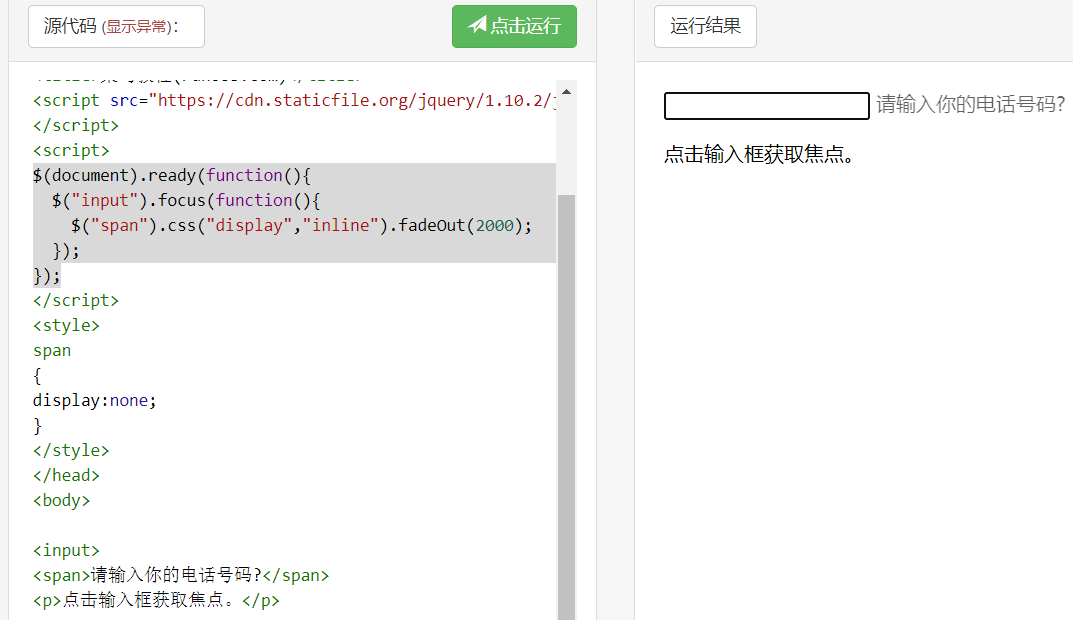 源代码 (显示异常)：
点击运行
<script src="https://cdn.staticfile.org/jquery/1.10.2/
</script>
<script>
$(document).ready(function(){
  $("input").focus(function(){
    $("span").css("display","inline").fadeOut(2000);
  });
});
</script>
<style>
span
{
display:none;
}
</style>
</head>
<body>
<input>
<span>请输入你的电话号码?</span>
<p>点击输入框获取焦点。</p>
运行结果
请输入你的电话号码?
点击输入框获取焦点。